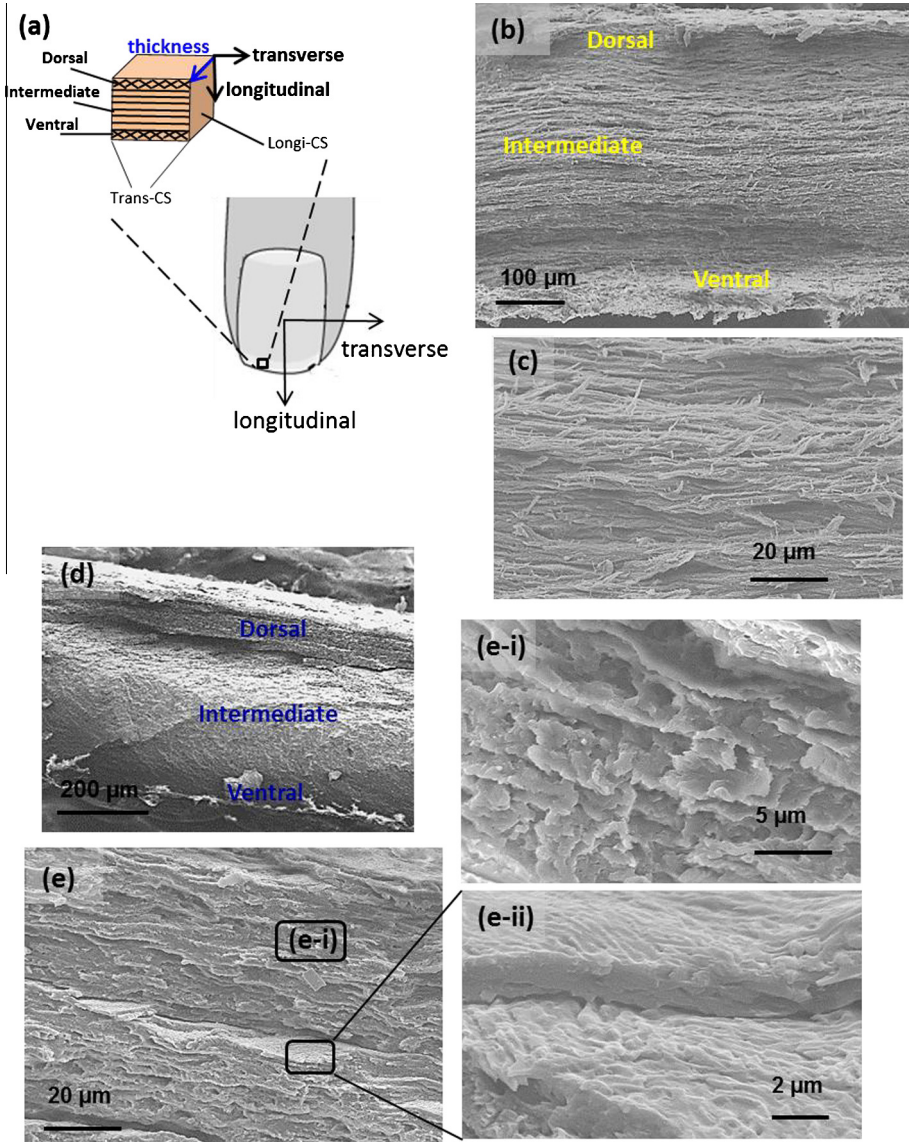 (a)
thickness
transverse
Dorsal
longitudinal
Intermediate
Ventral
Longi-CS
Trans-CS
transverse
longitudinal
(b)
Dorsal
Intermediate
Ventral
100 µm
(c)
20 µm
(d)
Dorsal
Intermediate
Ventral
200 µm
(e-i)
5 µm
(e)
(e-i)
20 µm
(e-ii)
2 µm